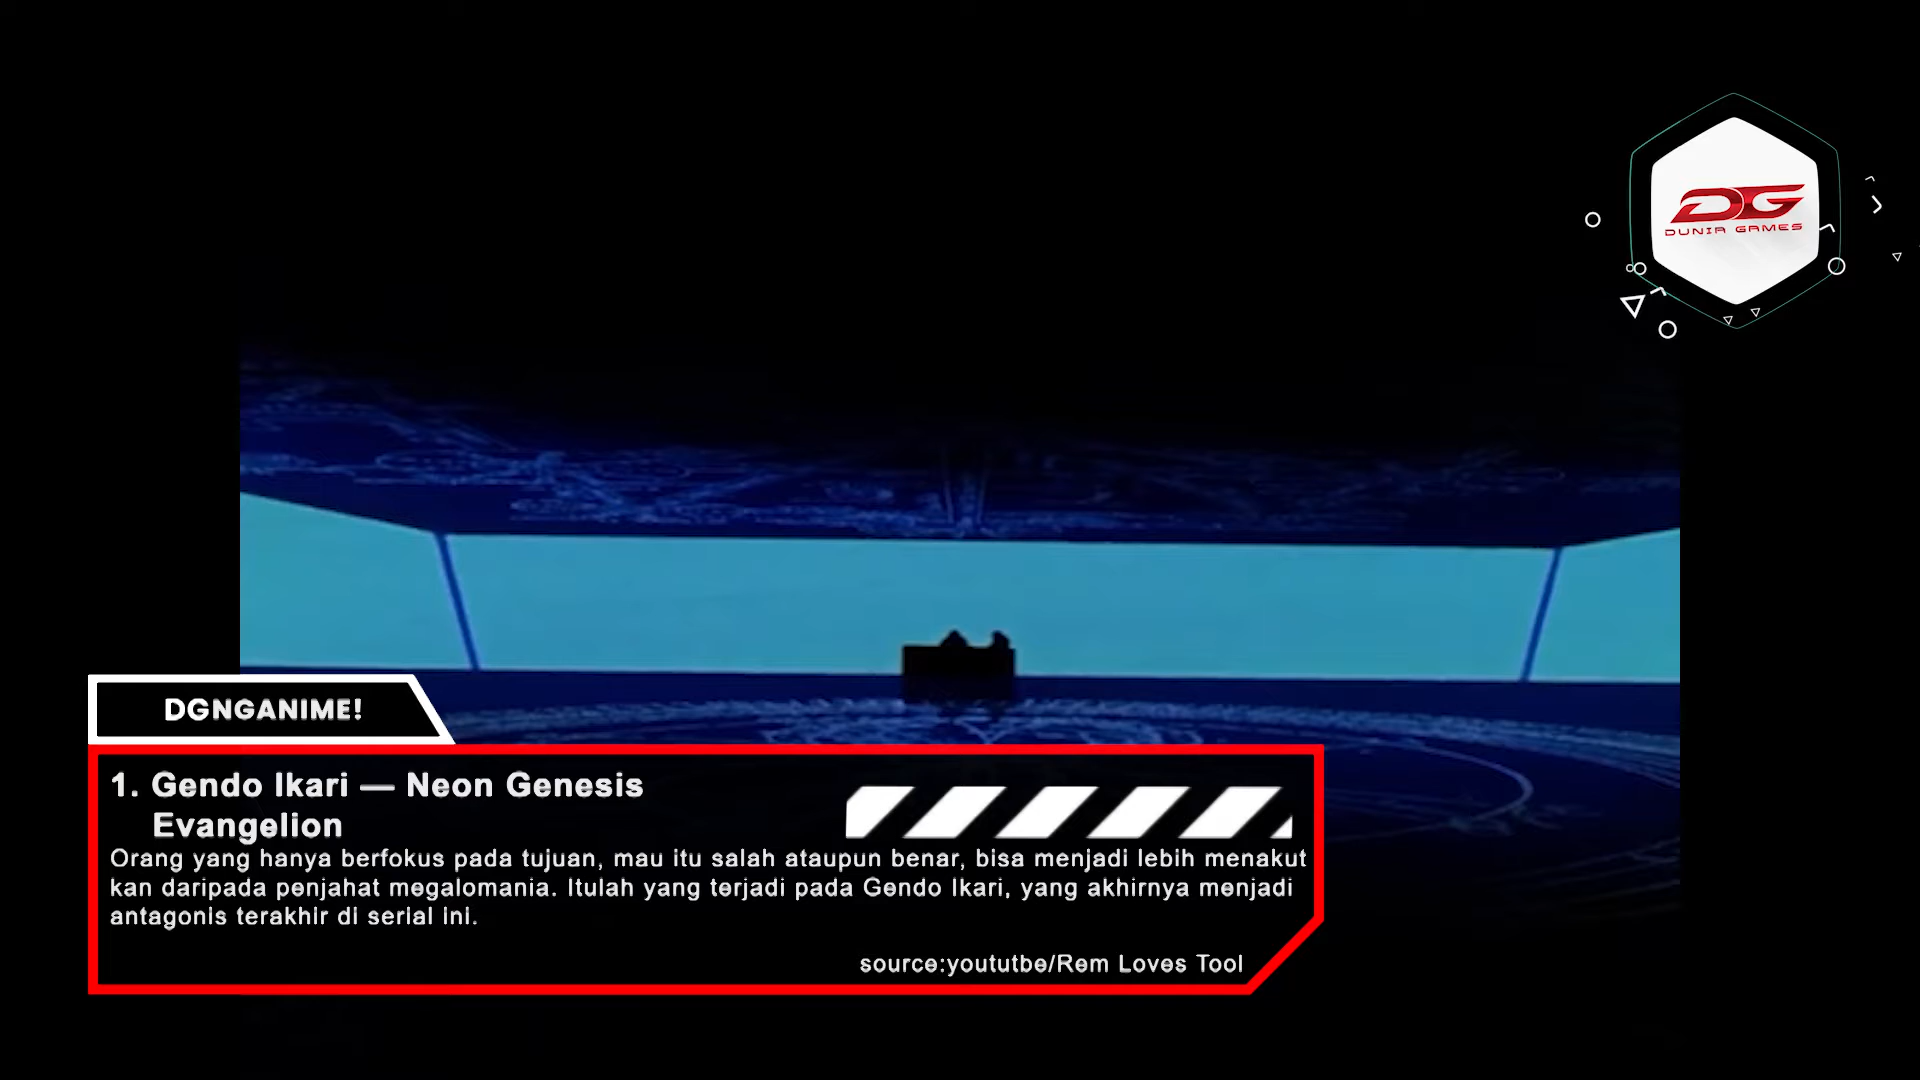 DG
DUNIA GAMES
DGNGANIME!
1. Gendo Ikari — Neon Genesis
Evangelion
Orang yang hanya berfokus pada tujuan, mau itu salah ataupun benar, bisa menjadi lebih menakut
kan daripada penjahat megalomania. Itulah yang terjadi pada Gendo Ikari, yang akhirnya menjadi
antagonis terakhir di serial ini.
source:yoututbe/Rem Loves Tool